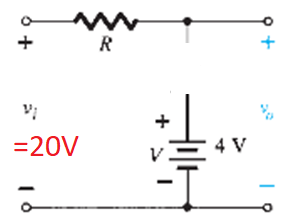 R
+ +
vi vo
=20V
+
V 4 V
−
− −